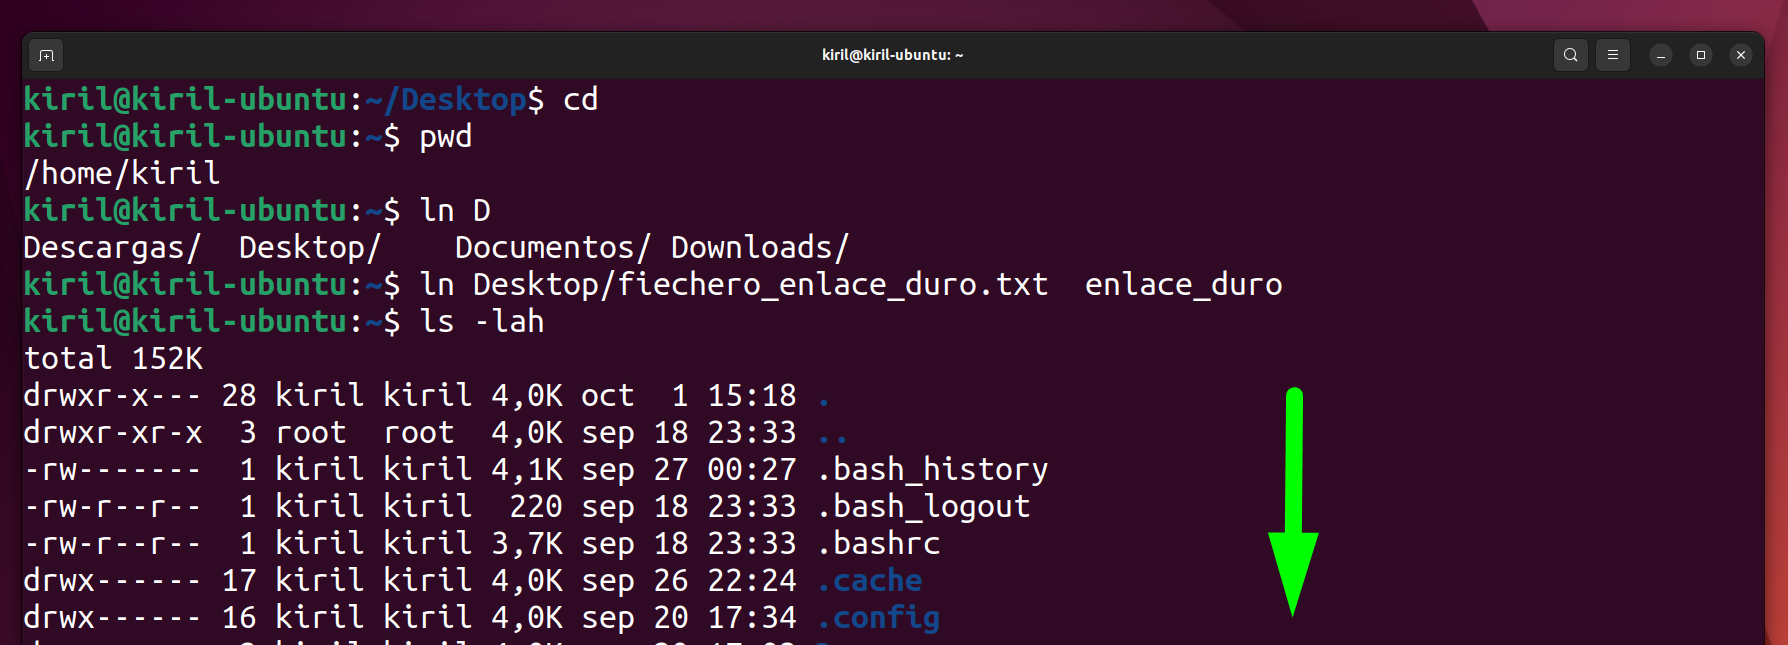 kiril@kiril-ubuntu: ~
kiril@kiril-ubuntu:~/Desktop$ cd
kiril@kiril-ubuntu:~$ pwd
/home/kiril
kiril@kiril-ubuntu:~$ ln D
Descargas/  Desktop/    Documentos/ Downloads/
kiril@kiril-ubuntu:~$ ln Desktop/fiechero_enlace_duro.txt  enlace_duro
kiril@kiril-ubuntu:~$ ls -lah
total 152K
drwxr-x--- 28 kiril kiril 4,0K oct  1 15:18 .
drwxr-xr-x  3 root  root  4,0K sep 18 23:33 ..
-rw-------  1 kiril kiril 4,1K sep 27 00:27 .bash_history
-rw-r--r--  1 kiril kiril  220 sep 18 23:33 .bash_logout
-rw-r--r--  1 kiril kiril 3,7K sep 18 23:33 .bashrc
drwx------ 17 kiril kiril 4,0K sep 26 22:24 .cache
drwx------ 16 kiril kiril 4,0K sep 20 17:34 .config